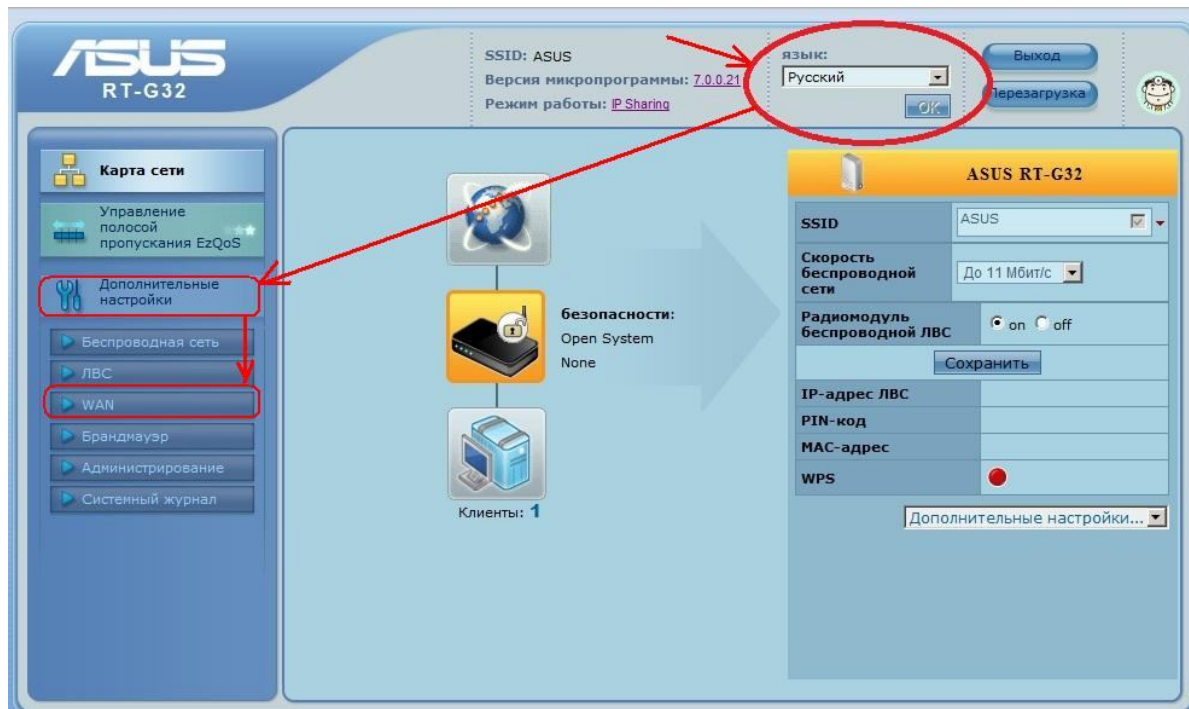 ASUS
RT-G32
SSID: ASUS
Версия микропрограммы: 7.0.0.21
Режим работы: IP Sharing
язык:
Русский
OK
Выход
Перезагрузка
Карта сети
Управление
полосой
пропускания EzQoS
Дополнительные
настройки
Беспроводная сеть
ЛВС
WAN
Брандмауэр
Администрирование
Системный журнал
безопасности:
Open System
None
Клиенты: 1
ASUS RT-G32
SSID ASUS
Скорость
беспроводной
сети
До 11 Мбит/с
Радиомодуль
беспроводной ЛВС
on off
Сохранить
IP-адрес ЛВС
PIN-код
MAC-адрес
WPS
Дополнительные настройки...